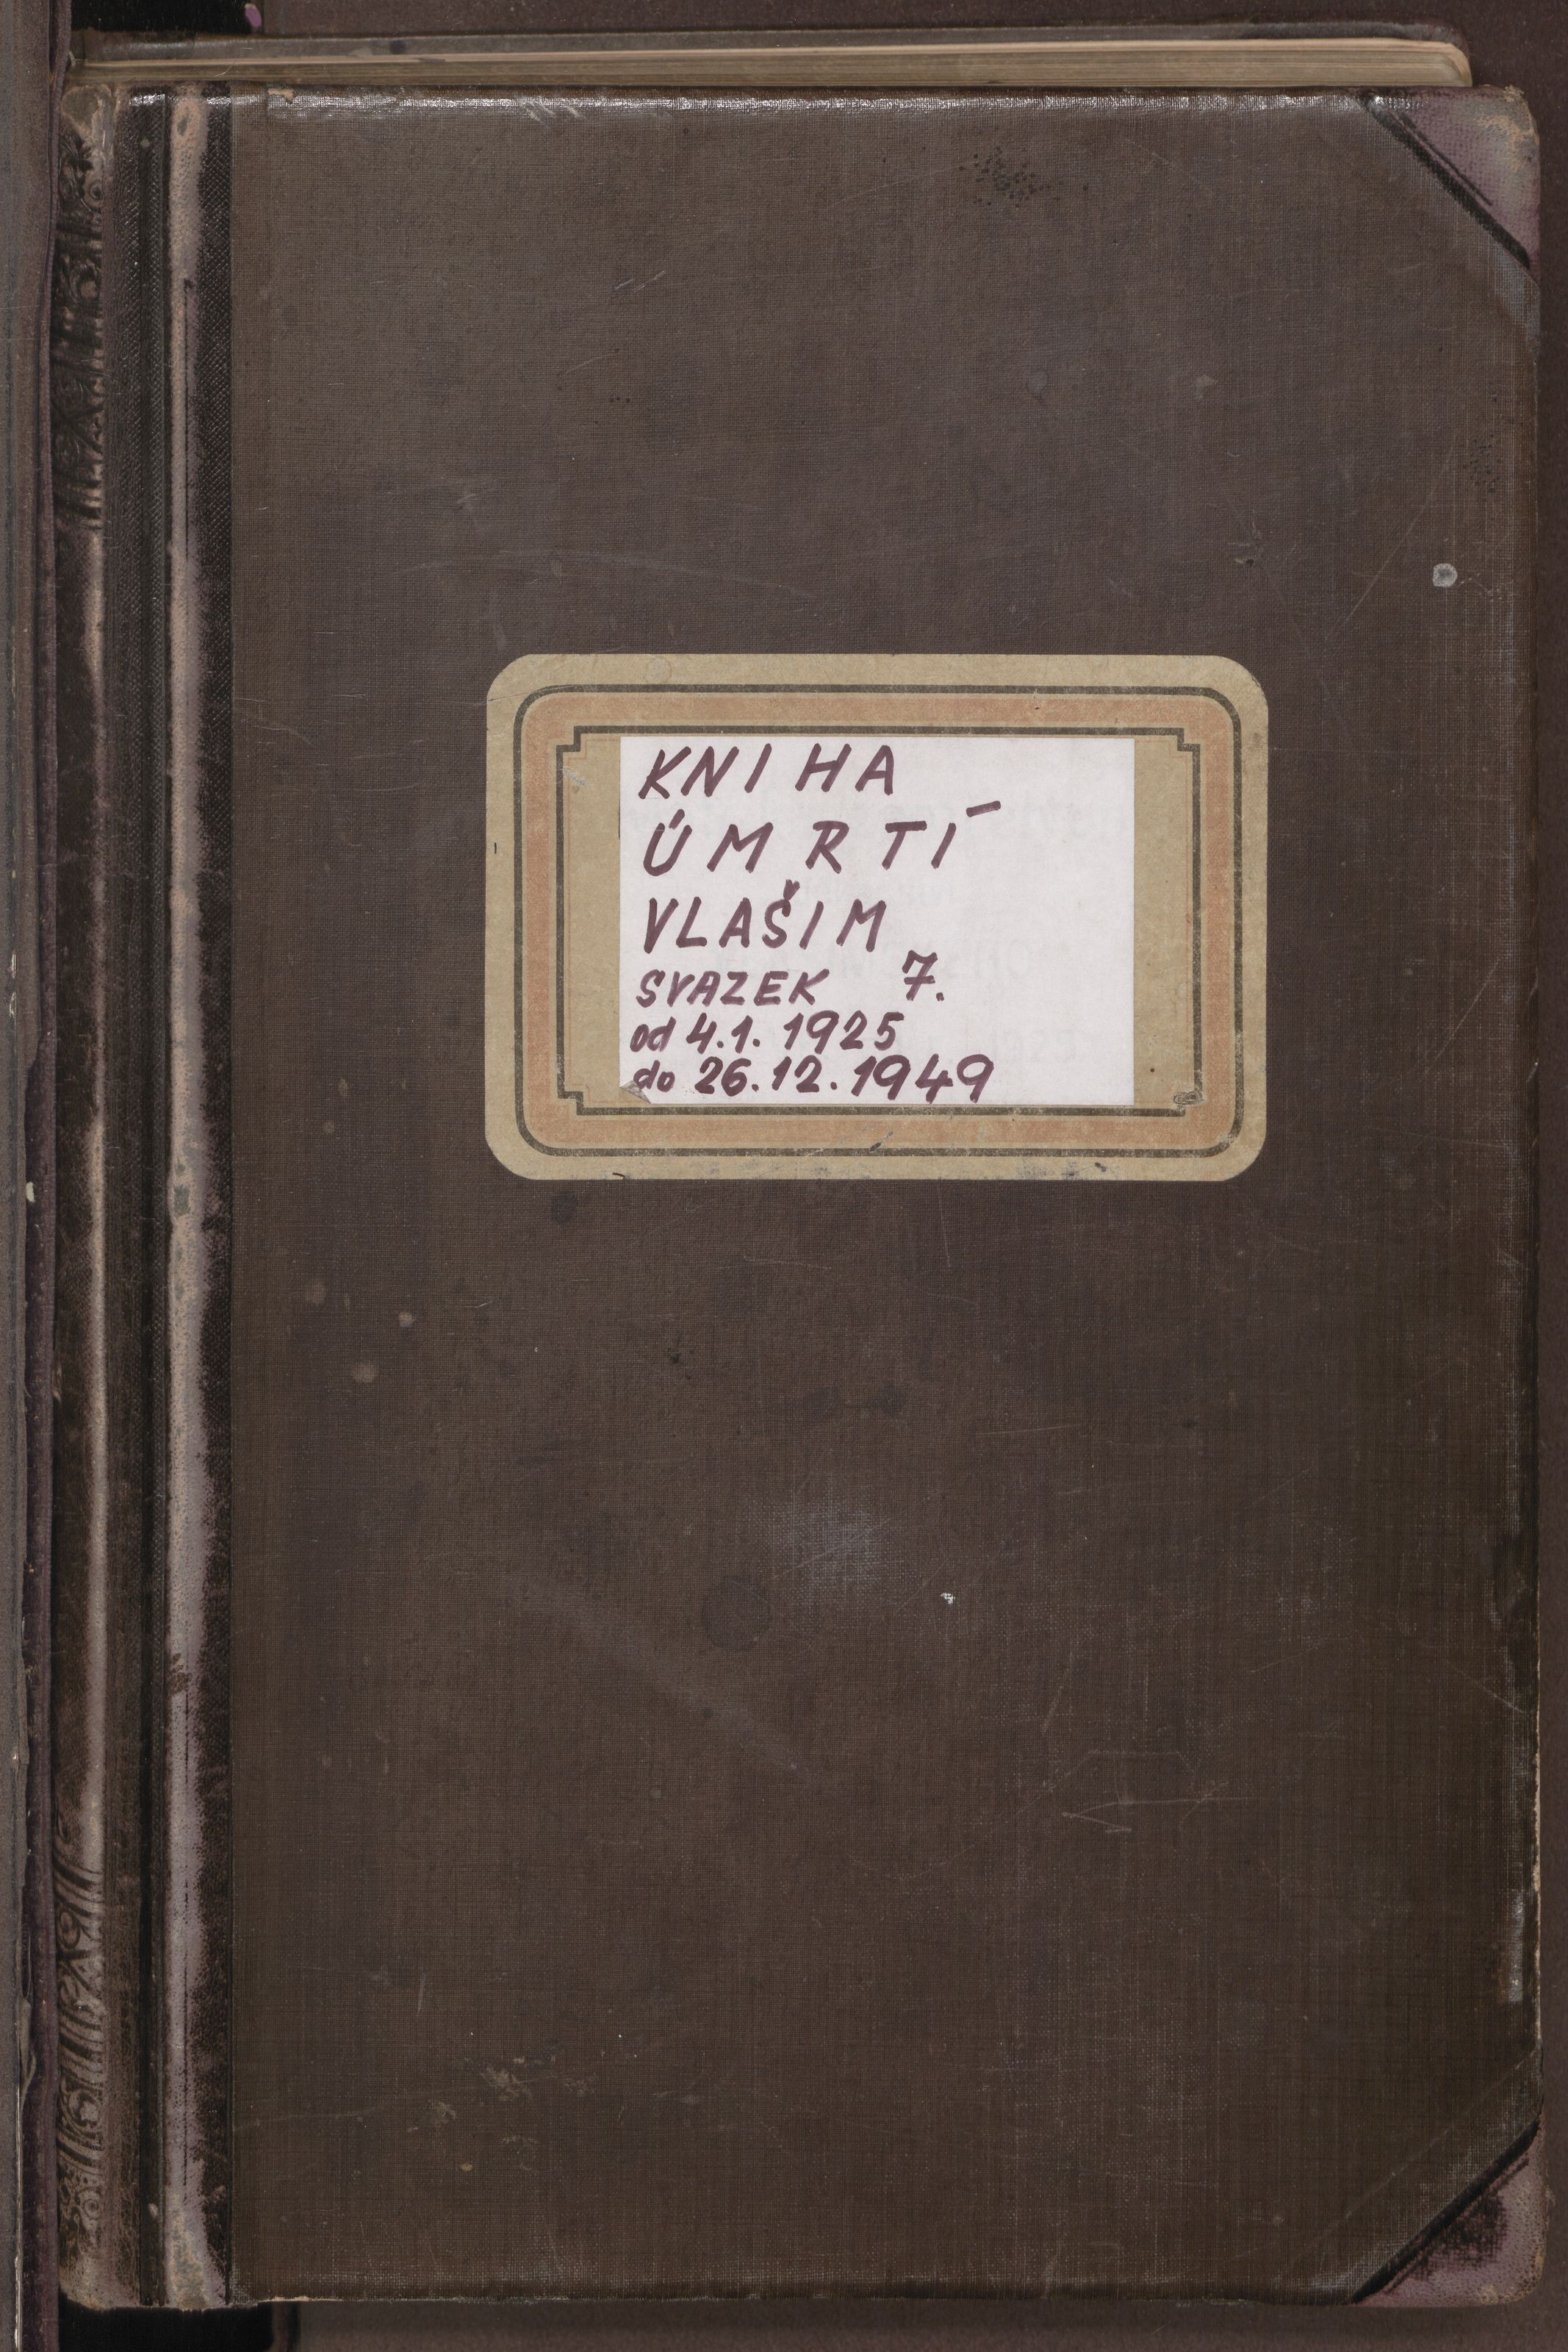 KNIHA
ÚMRTÍ
VLAŠIM
SVAZEK 7.
od 4.1. 1925
do 26.12.1949